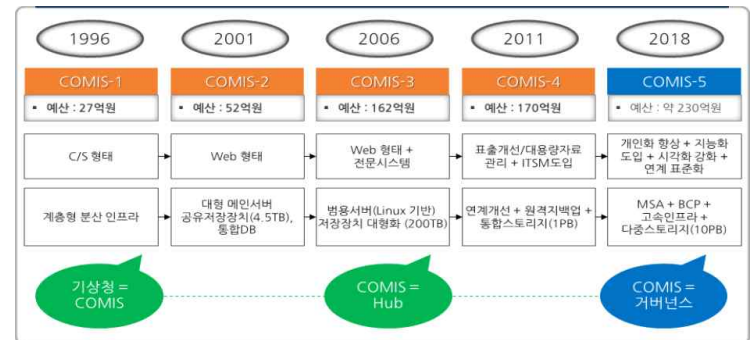 1996
2001
2006
2011
2018
COMIS-1
COMIS-2
COMIS-3
COMIS-4
COMIS-5
▪ 예산 : 27억원
▪ 예산 : 52억원
▪ 예산 : 162억원
▪ 예산 : 170억원
▪ 예산 : 약 230억원
C/S 형태
Web 형태
Web 형태 +
전문시스템
표출개선/대용량자료
관리 + ITSM도입
개인화 향상 + 지능화
도입 + 시각화 강화 +
연계 표준화
계층형 분산 인프라
대형 메인서버
공유저장장치(4.5TB),
통합DB
범용서버(Linux 기반)
저장장치 대형화 (200TB)
연계개선 + 원격지백업 +
통합스토리지(1PB)
MSA + BCP +
고속인프라 +
다중스토리지(10PB)
기상청 =
COMIS
COMIS =
Hub
COMIS =
거버넌스